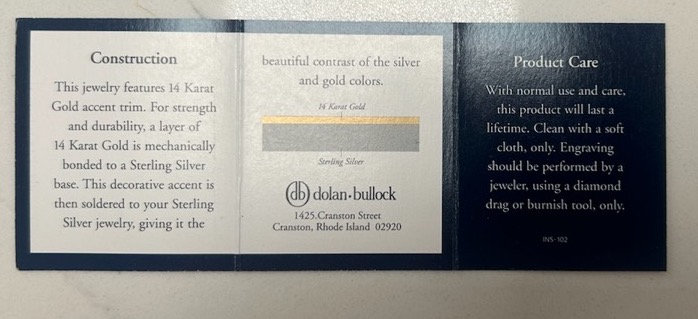 Construction
This jewelry features 14 Karat
Gold accent trim. For strength
and durability, a layer of
14 Karat Gold is mechanically
bonded to a Sterling Silver
base. This decorative accent is
then soldered to your Sterling
Silver jewelry, giving it the
beautiful contrast of the silver
and gold colors.
14 Karat Gold
Sterling Silver
db dolan·bullock
1425.Cranston Street
Cranston, Rhode Island 02920
Product Care
With normal use and care,
this product will last a
lifetime. Clean with a soft
cloth, only. Engraving
should be performed by a
jeweler, using a diamond
drag or burnish tool, only.
INS-102